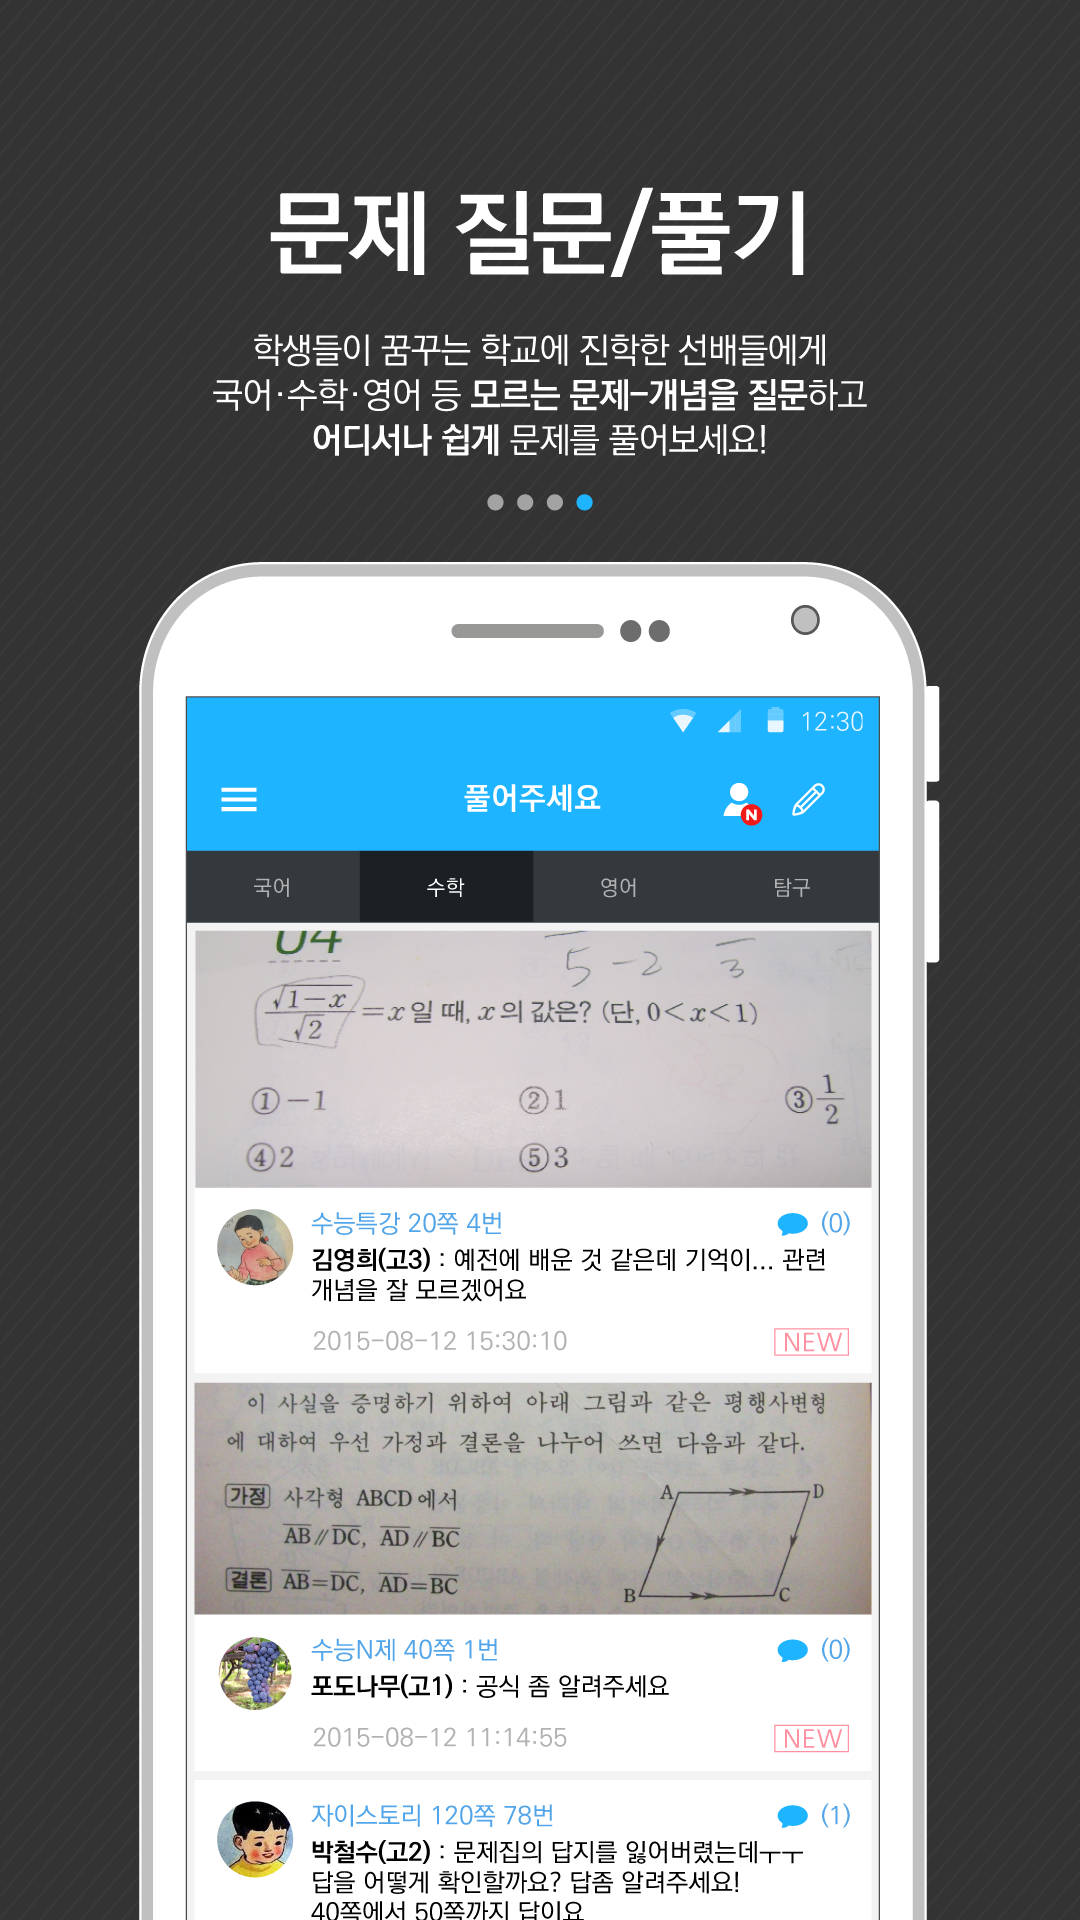 문제 질문/풀기
학생들이 꿈꾸는 학교에 진학한 선배들에게
국어·수학·영어 등 모르는 문제-개념을 질문하고
어디서나 쉽게 문제를 풀어보세요!
12:30
풀어주세요
N
국어 수학 영어 탐구
04
5 -2 3
√1-x / √2 = x일 때, x의 값은? (단, 0<x<1)
① -1 ② 1 ③ 1/2
④ 2 ⑤ 3
수능특강 20쪽 4번 (0)
김영희(고3) : 예전에 배운 것 같은데 기억이... 관련
개념을 잘 모르겠어요
2015-08-12 15:30:10 NEW
이 사실을 증명하기 위하여 아래 그림과 같은 평행사변형
에 대하여 우선 가정과 결론을 나누어 쓰면 다음과 같다.
가정 사각형 ABCD에서
AB∥DC, AD∥BC
결론 AB=DC, AD=BC
A D
B C
수능N제 40쪽 1번 (0)
포도나무(고1) : 공식 좀 알려주세요
2015-08-12 11:14:55 NEW
자이스토리 120쪽 78번 (1)
박철수(고2) : 문제집의 답지를 잃어버렸는데ㅜㅜ
답을 어떻게 확인할까요? 답좀 알려주세요!
40쪽에서 50쪽까지 답이요